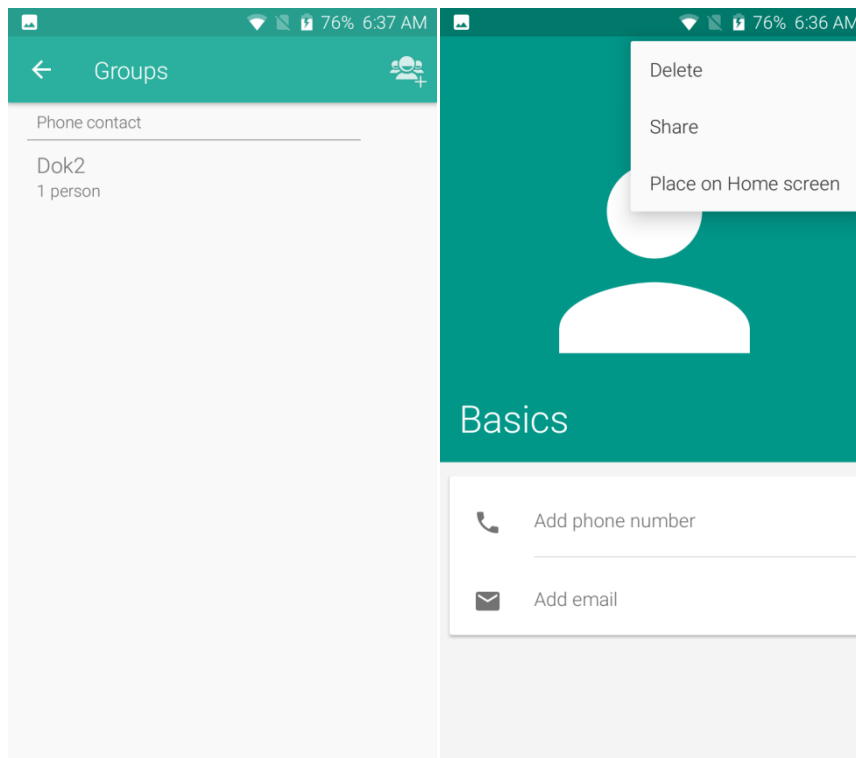 76% 6:37 AM
Groups
Phone contact
Dok2
1 person
76% 6:36 AM
Delete
Share
Place on Home screen
Basics
Add phone number
Add email